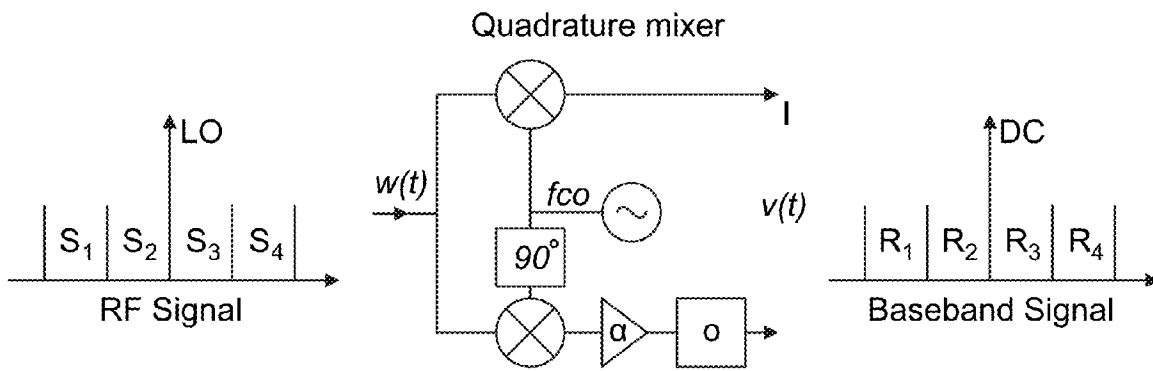 Quadrature mixer
LO
S1 S2 S3 S4
RF Signal
w(t)
fco
90°
α
o
I
v(t)
DC
R1 R2 R3 R4
Baseband Signal